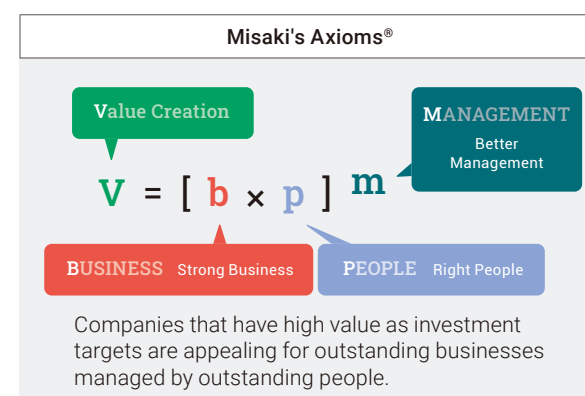 Misaki's Axioms®
Value Creation
MANAGEMENT
Better
Management
V = [ b × p ] m
BUSINESS Strong Business
PEOPLE Right People
Companies that have high value as investment
targets are appealing for outstanding businesses
managed by outstanding people.